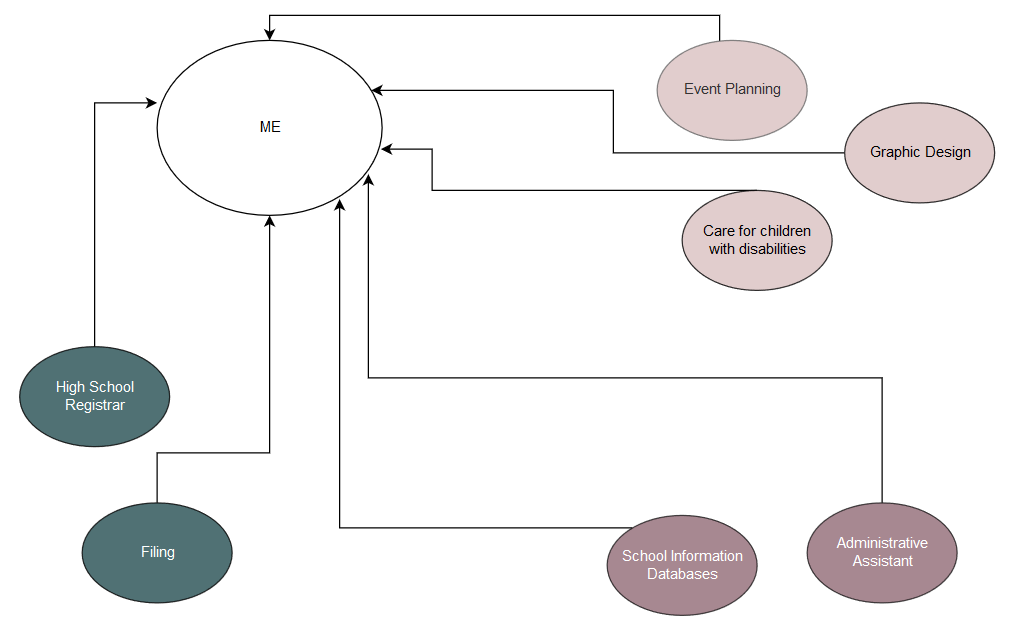 Event Planning
ME
Graphic Design
Care for children
with disabilities
High School
Registrar
Filing
School Information
Databases
Administrative
Assistant